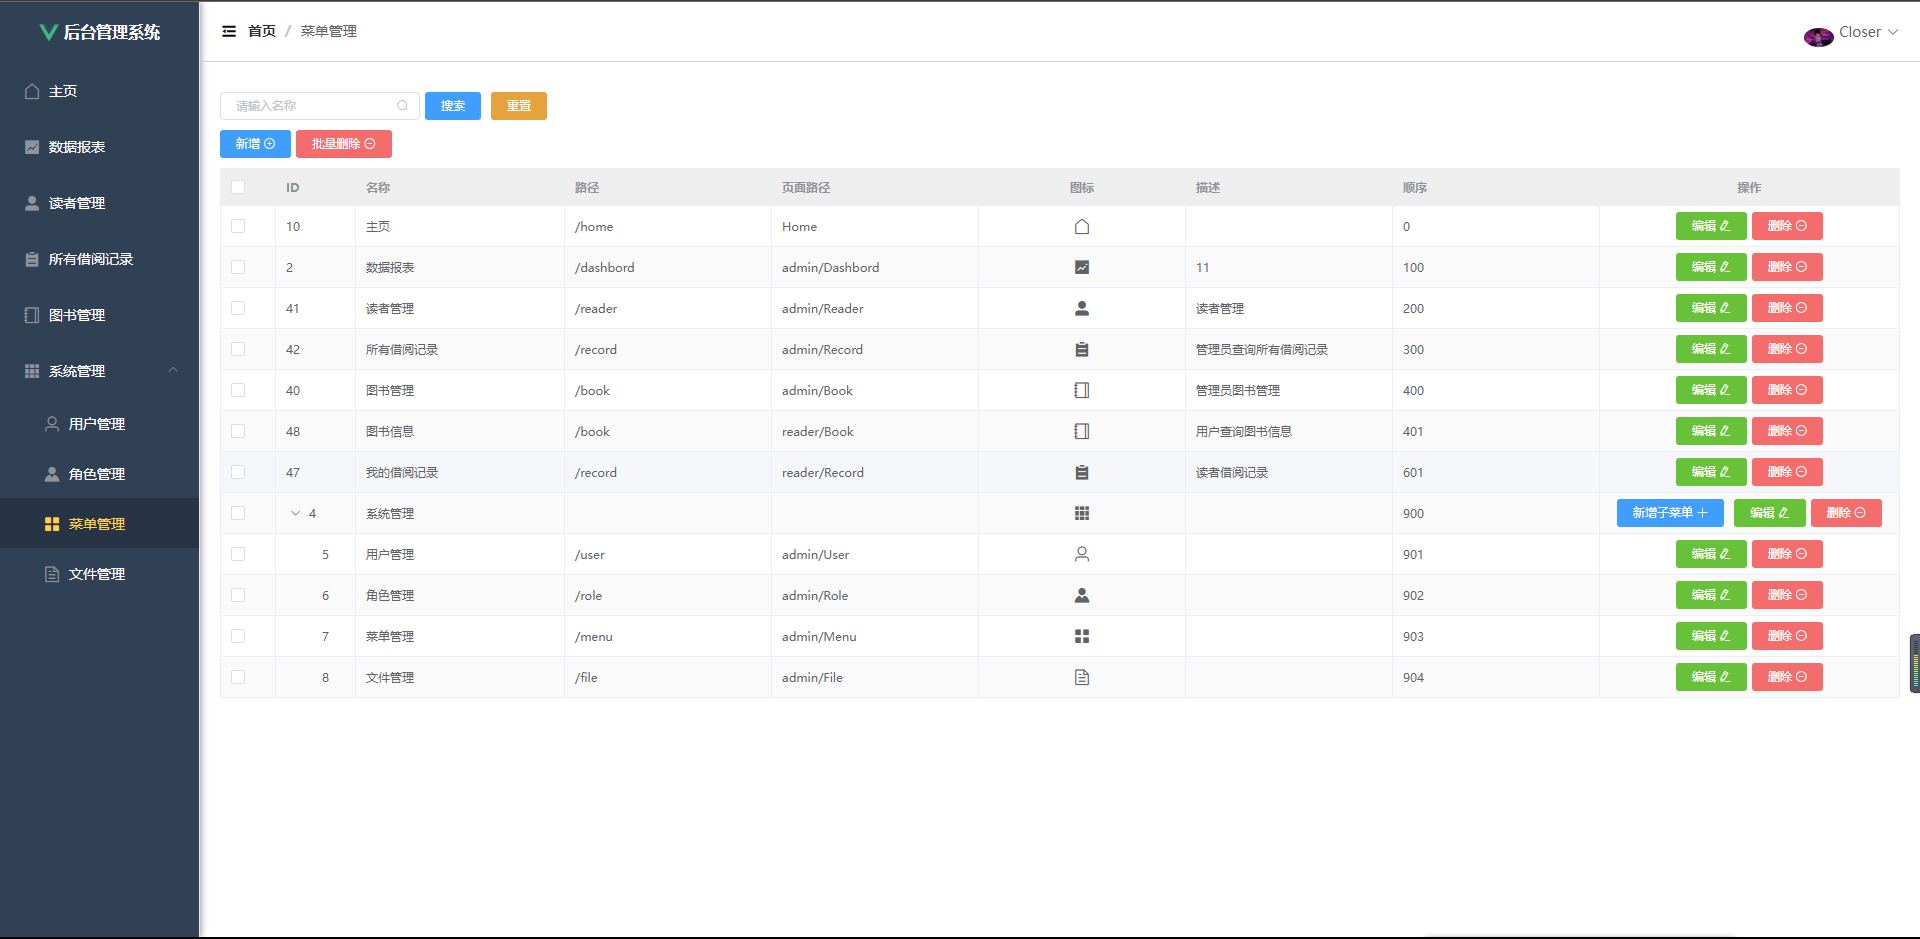 后台管理系统
首页 / 菜单管理
Closer
主页
数据报表
读者管理
所有借阅记录
图书管理
系统管理
用户管理
角色管理
菜单管理
文件管理
请输入名称 搜索 重置
新增 批量删除
ID 名称 路径 页面路径 图标 描述 顺序 操作
10 主页 /home Home 0 编辑 删除
2 数据报表 /dashbord admin/Dashbord 11 100 编辑 删除
41 读者管理 /reader admin/Reader 读者管理 200 编辑 删除
42 所有借阅记录 /record admin/Record 管理员查询所有借阅记录 300 编辑 删除
40 图书管理 /book admin/Book 管理员图书管理 400 编辑 删除
48 图书信息 /book reader/Book 用户查询图书信息 401 编辑 删除
47 我的借阅记录 /record reader/Record 读者借阅记录 601 编辑 删除
4 系统管理 900 新增子菜单 编辑 删除
5 用户管理 /user admin/User 901 编辑 删除
6 角色管理 /role admin/Role 902 编辑 删除
7 菜单管理 /menu admin/Menu 903 编辑 删除
8 文件管理 /file admin/File 904 编辑 删除